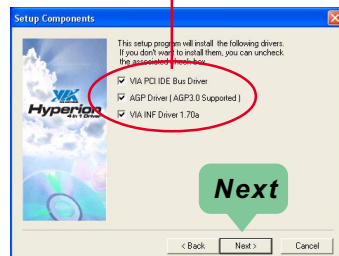 Setup Components
This setup program will install the following drivers.
If you don't want to install them, you can uncheck
the associated check box.
VIA
Hyperion
4 in 1 Driver
VIA PCI IDE Bus Driver
AGP Driver ( AGP3.0 Supported )
VIA INF Driver 1.70a
Next
< Back
Next >
Cancel